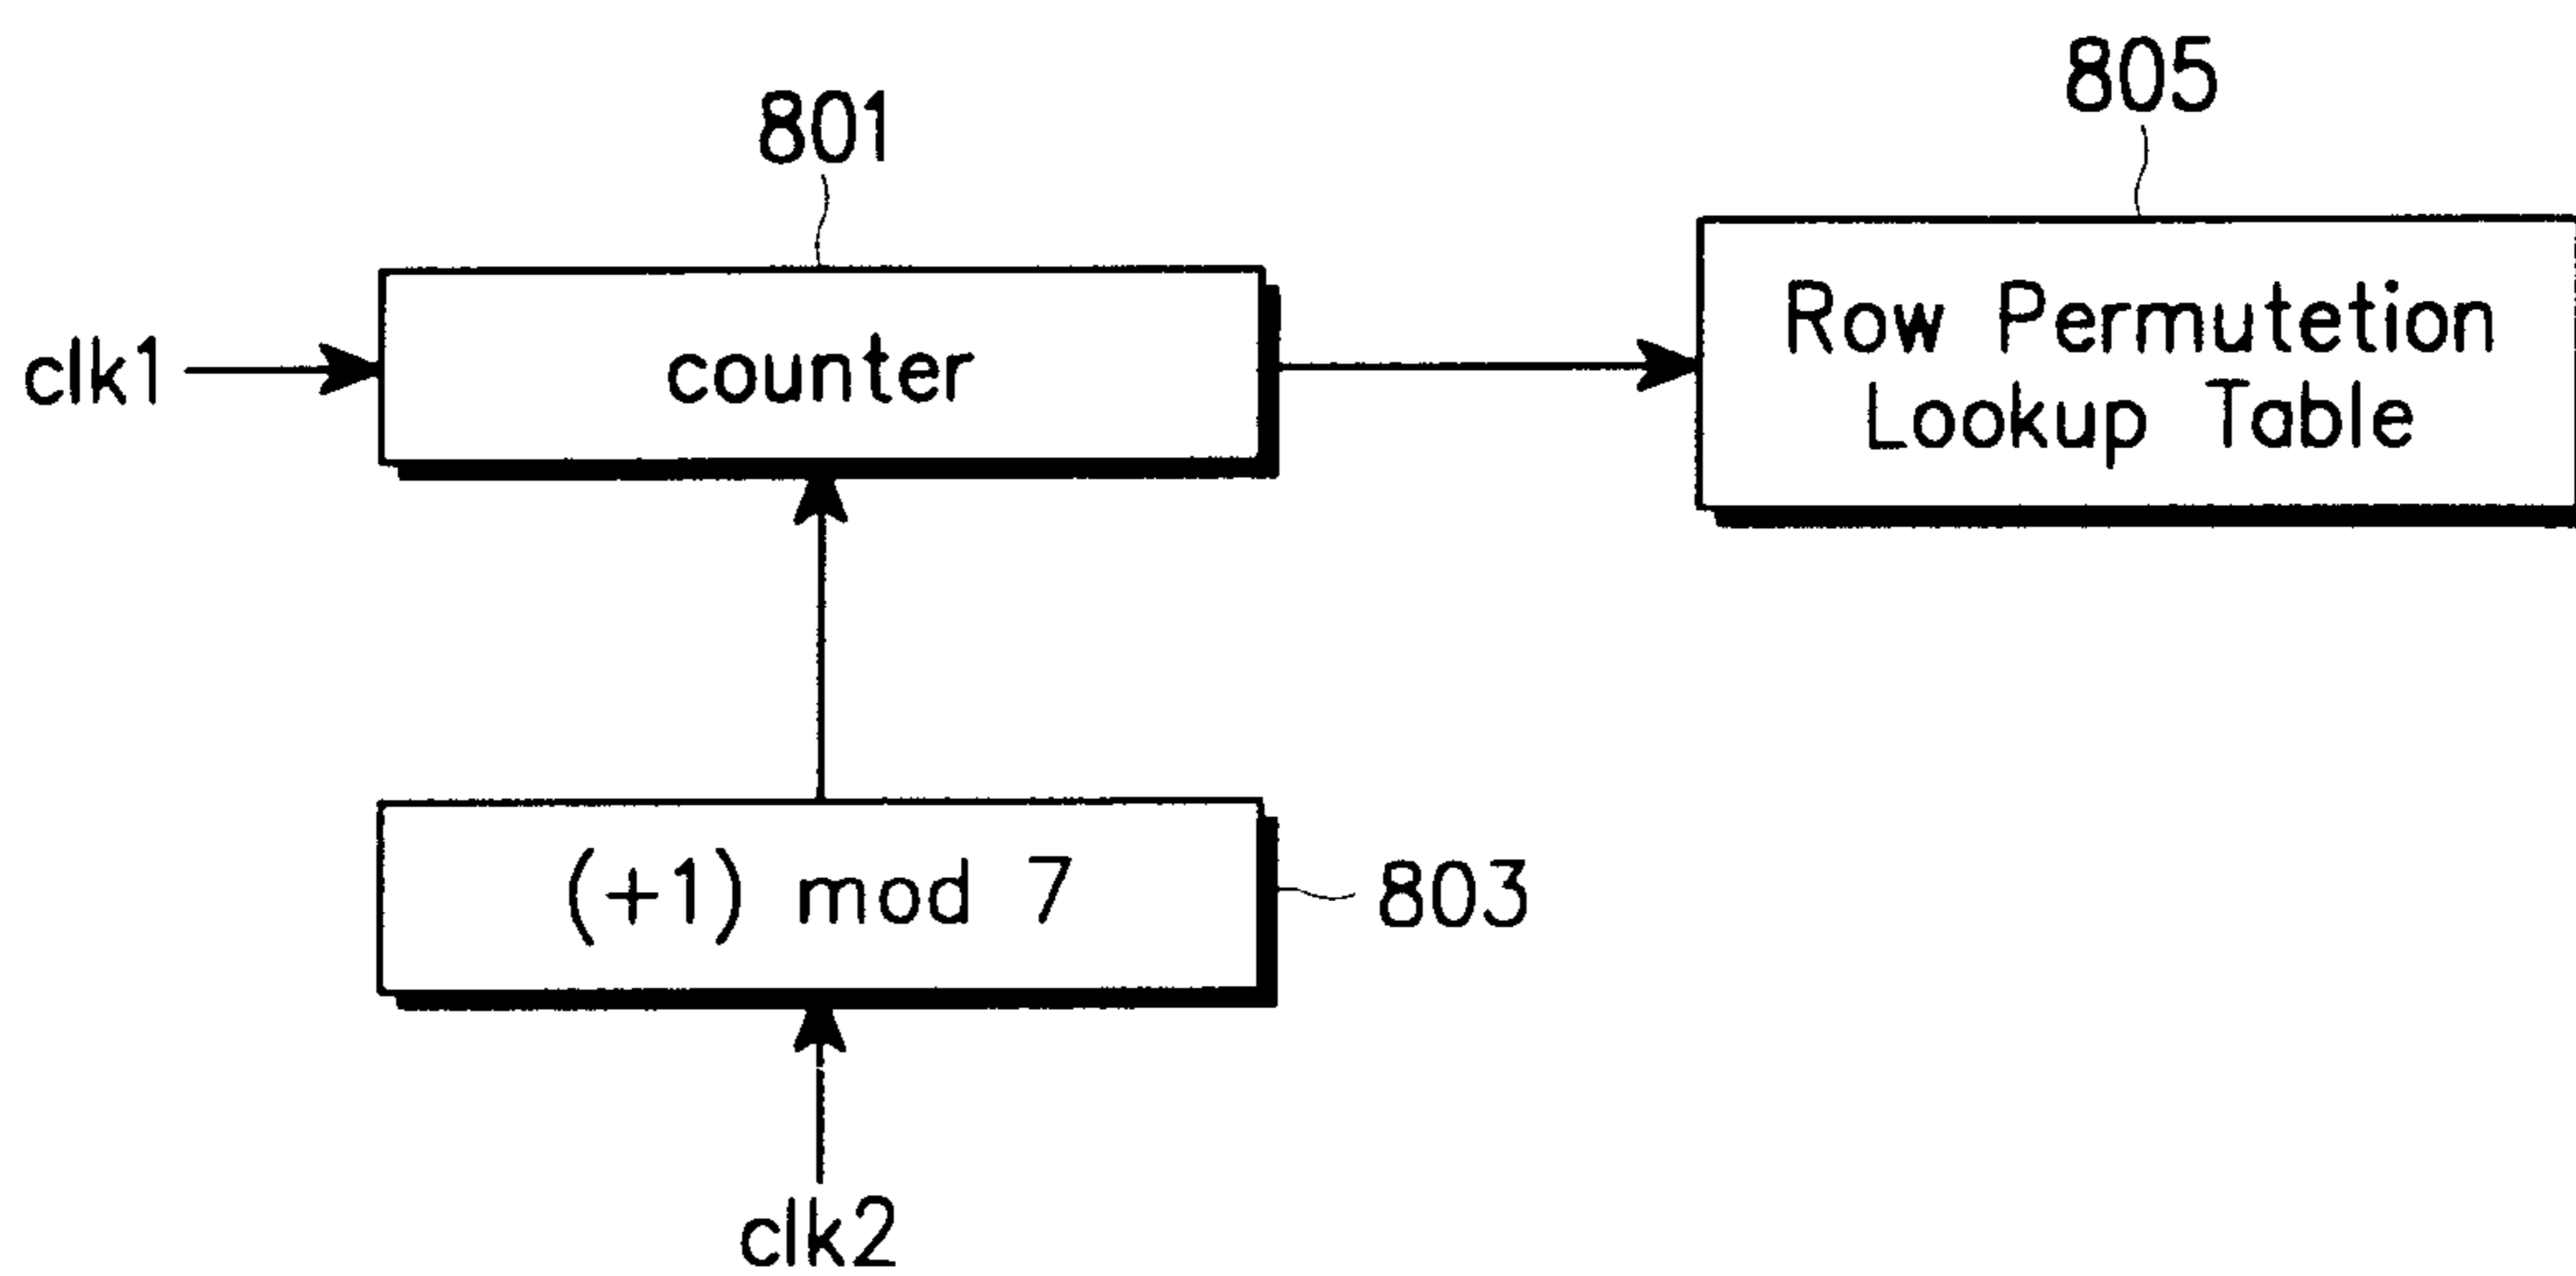 801
805
clk1
counter
Row Permutetion
Lookup Table
(+1) mod 7
803
clk2